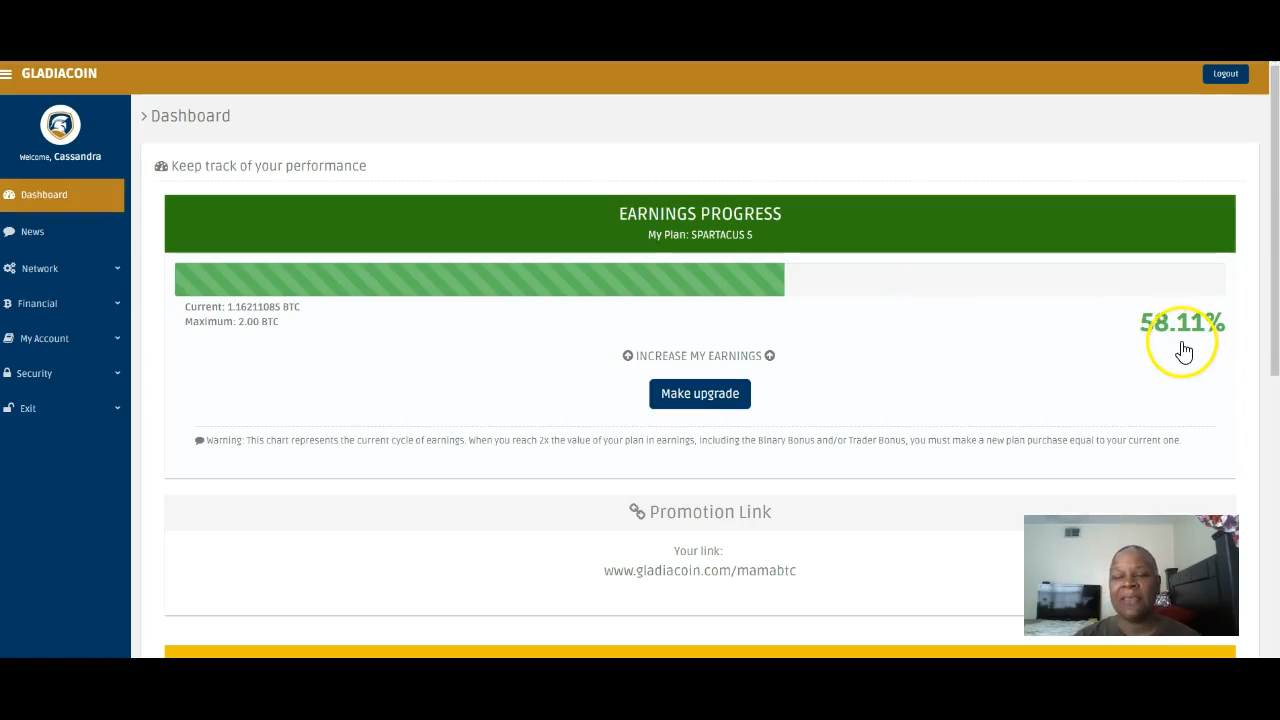 GLADIACOIN
Logout
Welcome, Cassandra
Dashboard
News
Network
Financial
My Account
Security
Exit
> Dashboard
Keep track of your performance
EARNINGS PROGRESS
My Plan: SPARTACUS 5
Current: 1.16211085 BTC
Maximum: 2.00 BTC
58.11%
INCREASE MY EARNINGS
Make upgrade
Warning: This chart represents the current cycle of earnings. When you reach 2x the value of your plan in earnings, including the Binary Bonus and/or Trader Bonus, you must make a new plan purchase equal to your current one.
Promotion Link
Your link:
www.gladiacoin.com/mamabtc